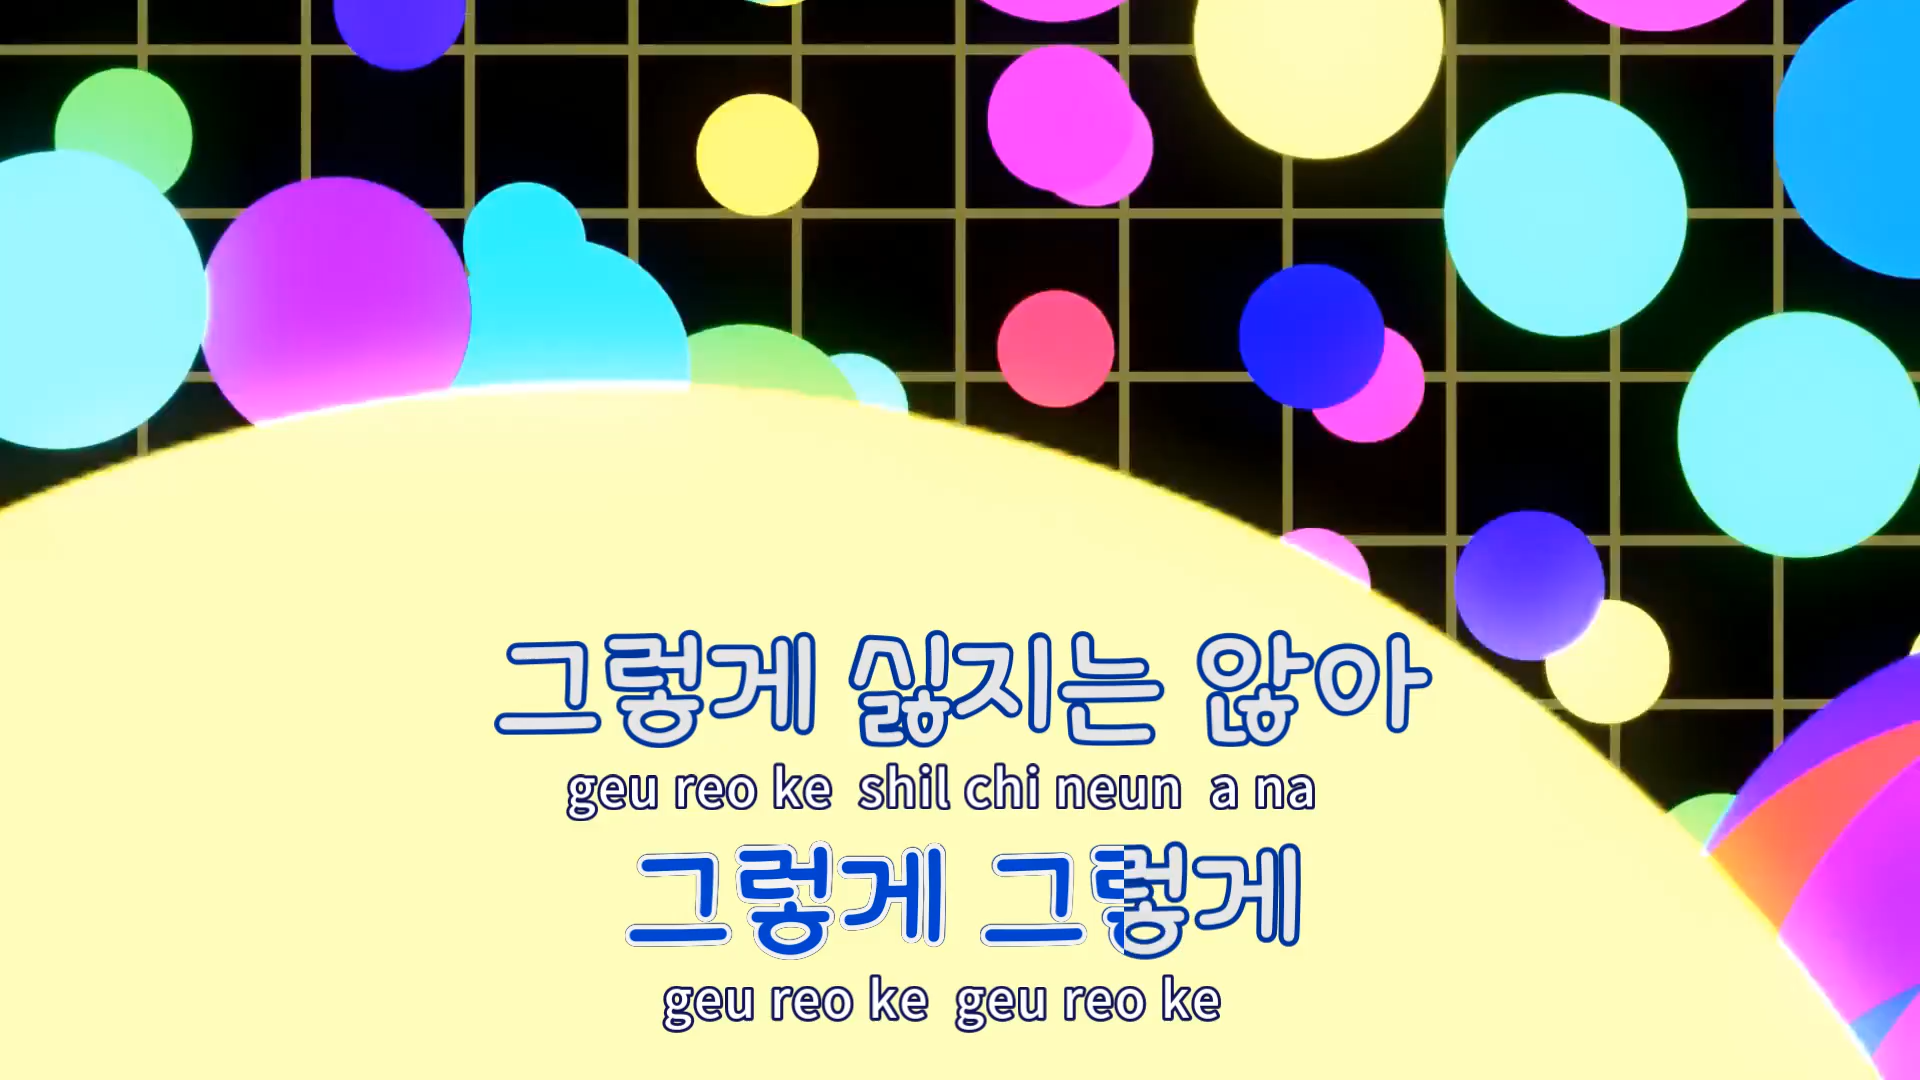 그렇게 싫지는 않아
geu reo ke shil chi neun a na
그렇게 그렇게
geu reo ke geu reo ke